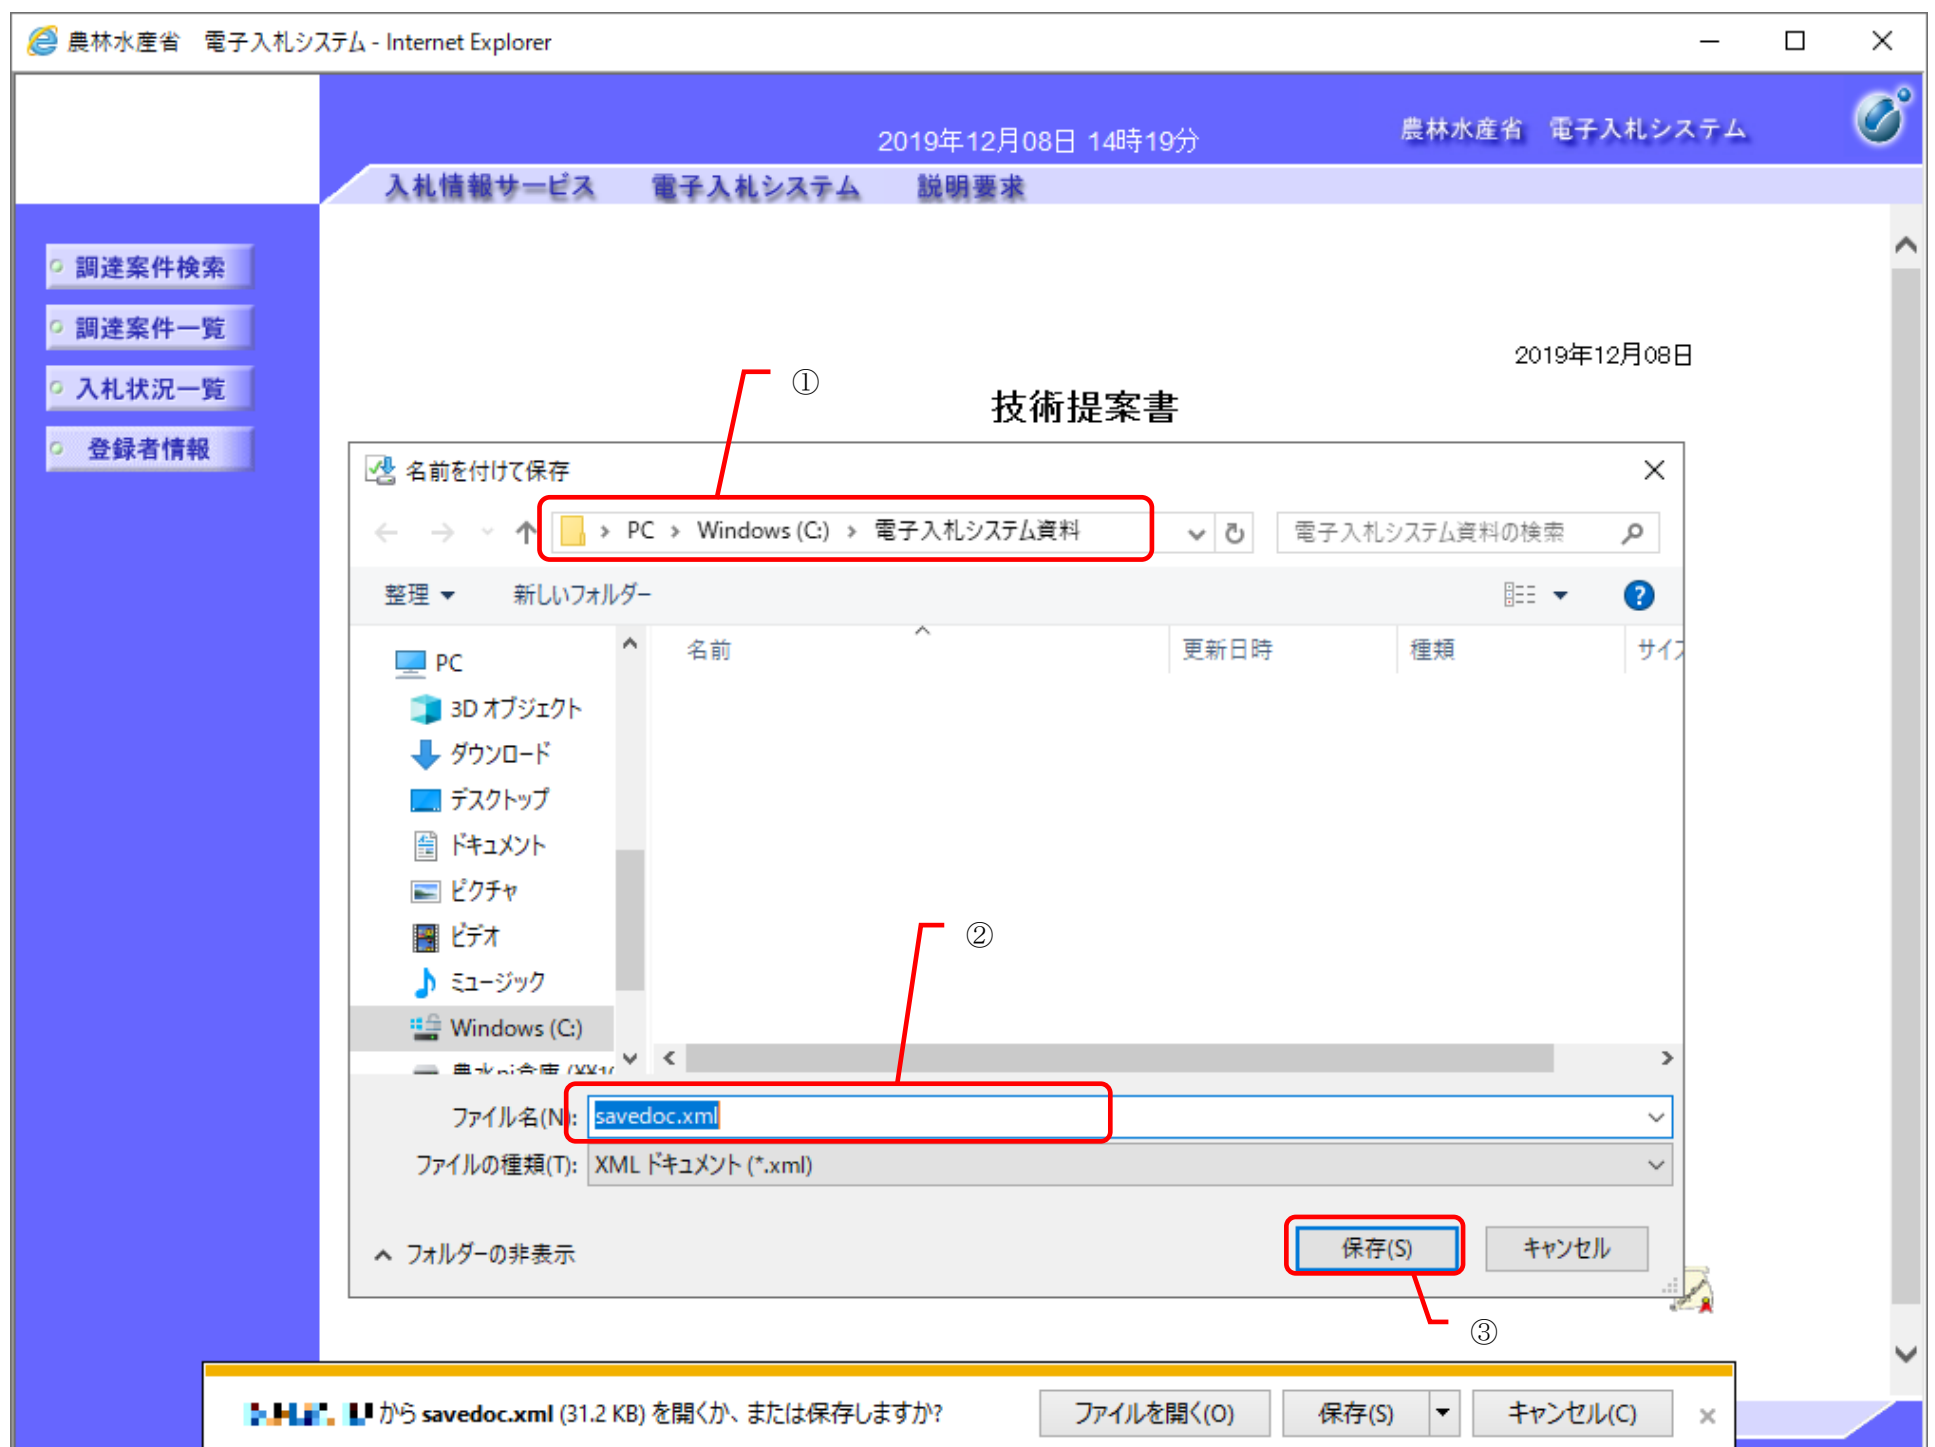 農林水産省　電子入札システム - Internet Explorer
2019年12月08日 14時19分
農林水産省　電子入札システム
入札情報サービス　電子入札システム　説明要求
調達案件検索
調達案件一覧
入札状況一覧
登録者情報
2019年12月08日
①
技術提案書
名前を付けて保存
PC > Windows (C:) > 電子入札システム資料
電子入札システム資料の検索
整理
新しいフォルダー
名前
更新日時
種類
サイズ
PC
3D オブジェクト
ダウンロード
デスクトップ
ドキュメント
ピクチャ
ビデオ
ミュージック
Windows (C:)
②
ファイル名(N): savedoc.xml
ファイルの種類(T): XML ドキュメント (*.xml)
フォルダーの非表示
保存(S)
キャンセル
③
から savedoc.xml (31.2 KB) を開くか、または保存しますか?
ファイルを開く(O)
保存(S)
キャンセル(C)